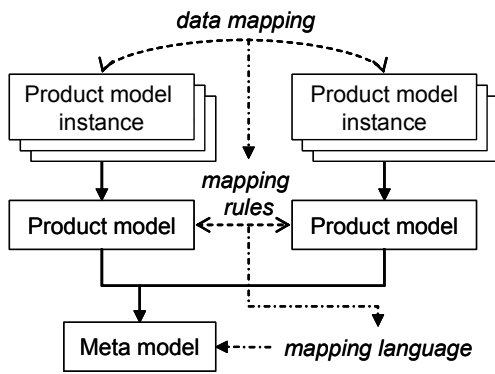 data mapping
Product model
instance
Product model
instance
mapping
rules
Product model
Product model
Meta model
mapping language